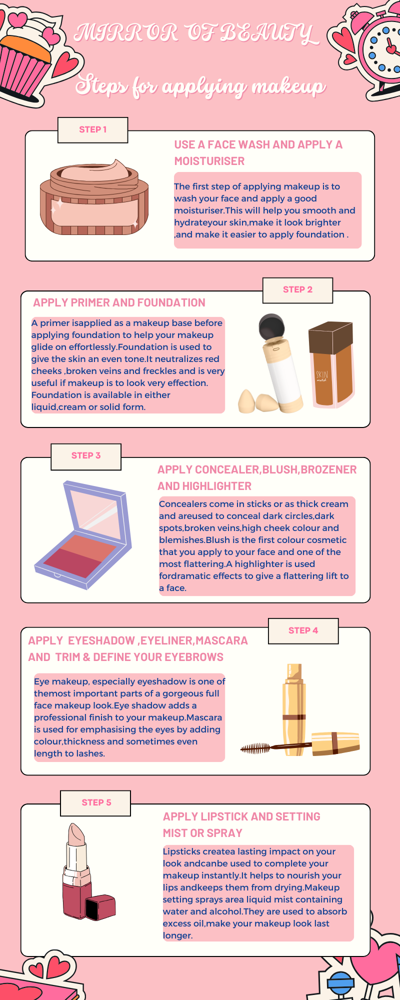 MIRROR OF BEAUTY
Steps for applying makeup
STEP 1
USE A FACE WASH AND APPLY A
MOISTURISER
The first step of applying makeup is to
wash your face and apply a good
moisturiser.This will help you smooth and
hydrateyour skin,make it look brighter
,and make it easier to apply foundation .
STEP 2
APPLY PRIMER AND FOUNDATION
A primer isapplied as a makeup base before
applying foundation to help your makeup
glide on effortlessly.Foundation is used to
give the skin an even tone.It neutralizes red
cheeks ,broken veins and freckles and is very
useful if makeup is to look very effection.
Foundation is available in either
liquid,cream or solid form.
SKIN
match
STEP 3
APPLY CONCEALER,BLUSH,BROZENER
AND HIGHLIGHTER
Concealers come in sticks or as thick cream
and areused to conceal dark circles,dark
spots,broken veins,high cheek colour and
blemishes.Blush is the first colour cosmetic
that you apply to your face and one of the
most flattering.A highlighter is used
fordramatic effects to give a flattering lift to
a face.
STEP 4
APPLY EYESHADOW ,EYELINER,MASCARA
AND TRIM & DEFINE YOUR EYEBROWS
Eye makeup, especially eyeshadow is one of
themost important parts of a gorgeous full
face makeup look.Eye shadow adds a
professional finish to your makeup.Mascara
is used for emphasising the eyes by adding
colour,thickness and sometimes even
length to lashes.
STEP 5
APPLY LIPSTICK AND SETTING
MIST OR SPRAY
Lipsticks createa lasting impact on your
look andcanbe used to complete your
makeup instantly.It helps to nourish your
lips andkeeps them from drying.Makeup
setting sprays area liquid mist containing
water and alcohol.They are used to absorb
excess oil,make your makeup look last
longer.